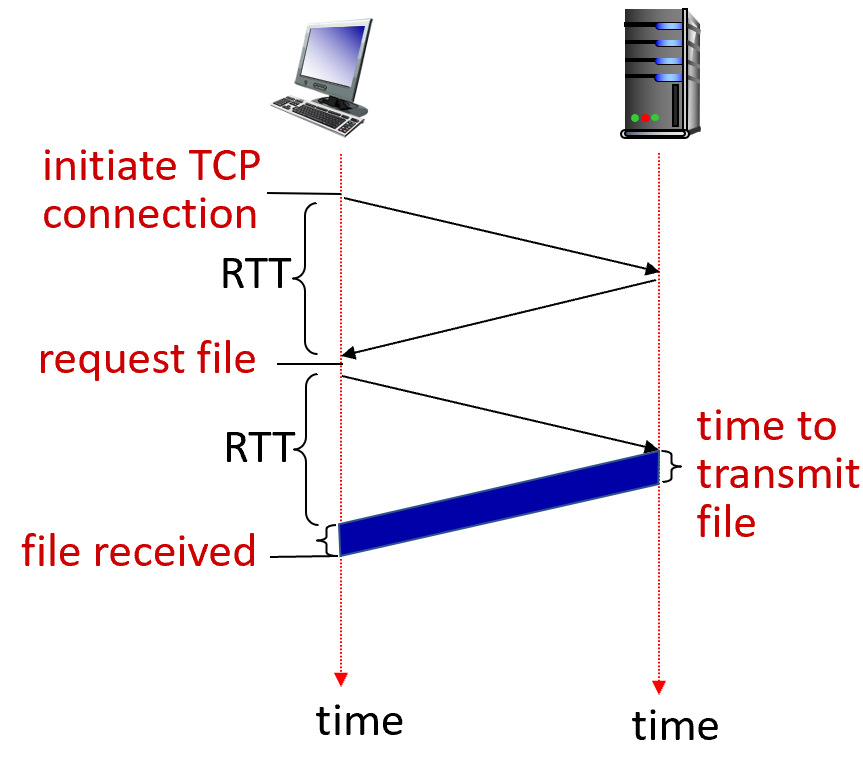 initiate TCP
connection
RTT
request file
RTT
time to
transmit
file
file received
time
time